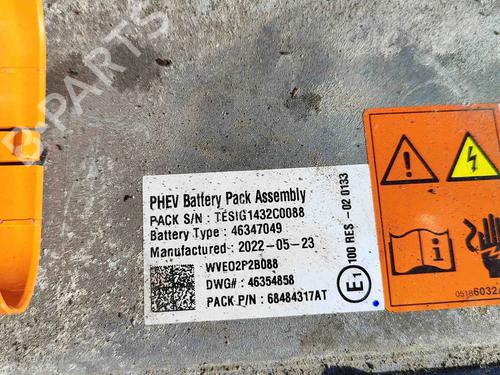 B-PARTS
PHEV Battery Pack Assembly
PACK S/N : TESIG1432C0088
Battery Type : 46347049
Manufactured : 2022-05-23
WVE02P2B088
DWG# : 46354858
PACK P/N : 68484317AT
E1
100 RES - 02 0133